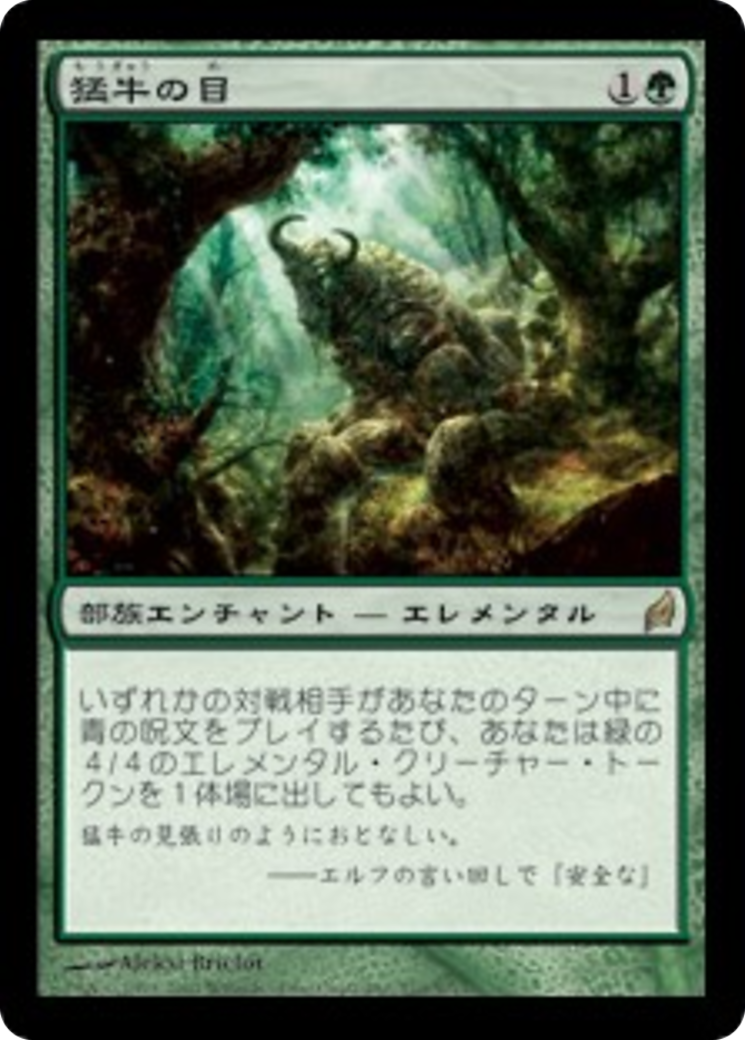 もうぎゅう め
猛牛の目 1
部族エンチャント ― エレメンタル
いずれかの対戦相手があなたのターン中に
青の呪文をプレイするたび、あなたは緑の
4/4のエレメンタル・クリーチャー・トー
クンを1体場に出してもよい。
猛牛の見張りのようにおとなしい。
――エルフの言い回しで「安全な」
Aleksi Briclot